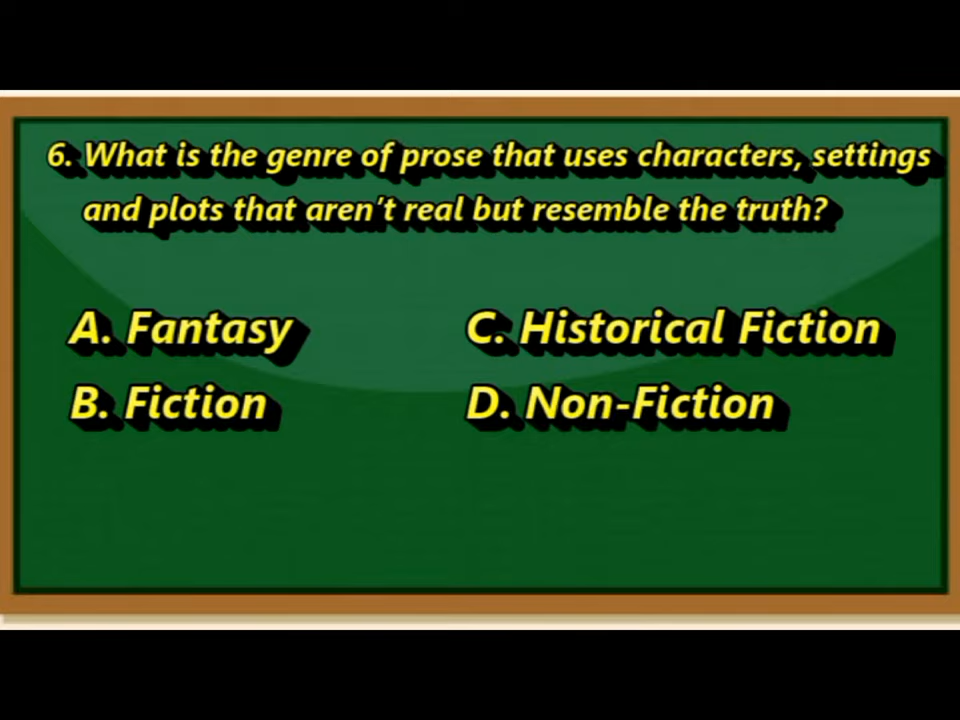 6. What is the genre of prose that uses characters, settings
and plots that aren't real but resemble the truth?
A. Fantasy
C. Historical Fiction
B. Fiction
D. Non-Fiction